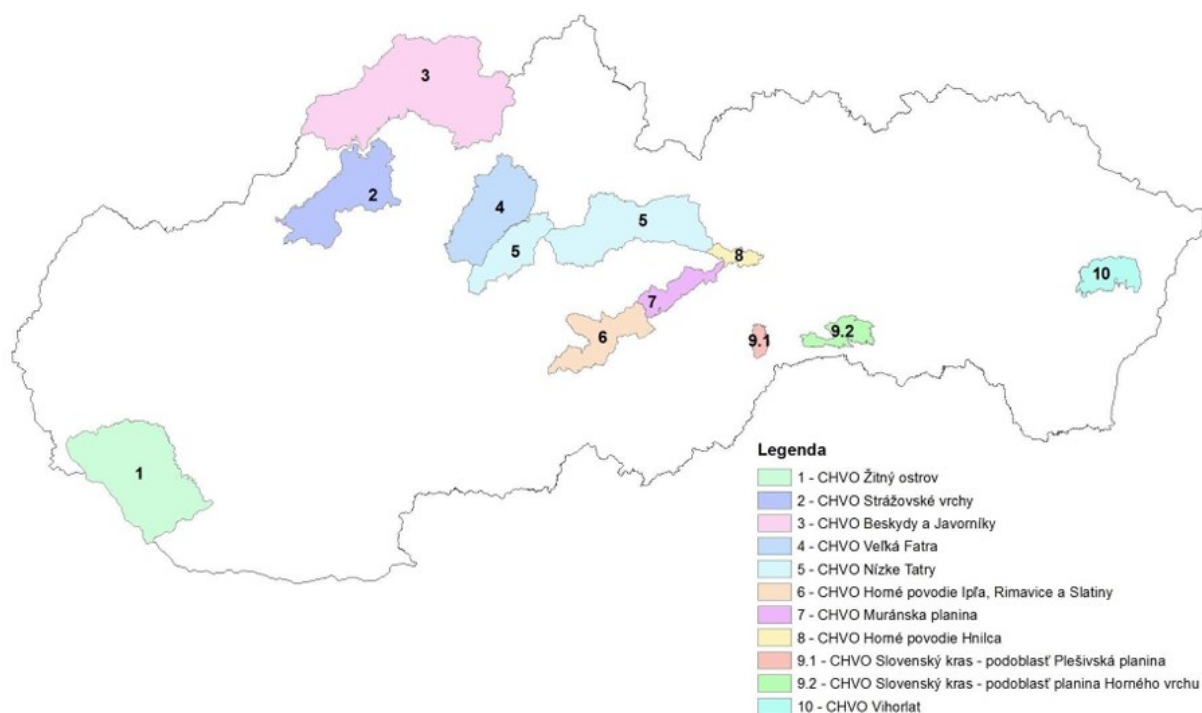 3
2
4
5
5
8
10
7
6
9.1
9.2
1
Legenda
1 - CHVO Žitný ostrov
2 - CHVO Strážovské vrchy
3 - CHVO Beskydy a Javorníky
4 - CHVO Veľká Fatra
5 - CHVO Nízke Tatry
6 - CHVO Horné povodie Ipľa, Rimavice a Slatiny
7 - CHVO Muránska planina
8 - CHVO Horné povodie Hnilca
9.1 - CHVO Slovenský kras - podoblasť Plešivská planina
9.2 - CHVO Slovenský kras - podoblasť planina Horného vrchu
10 - CHVO Vihorlat